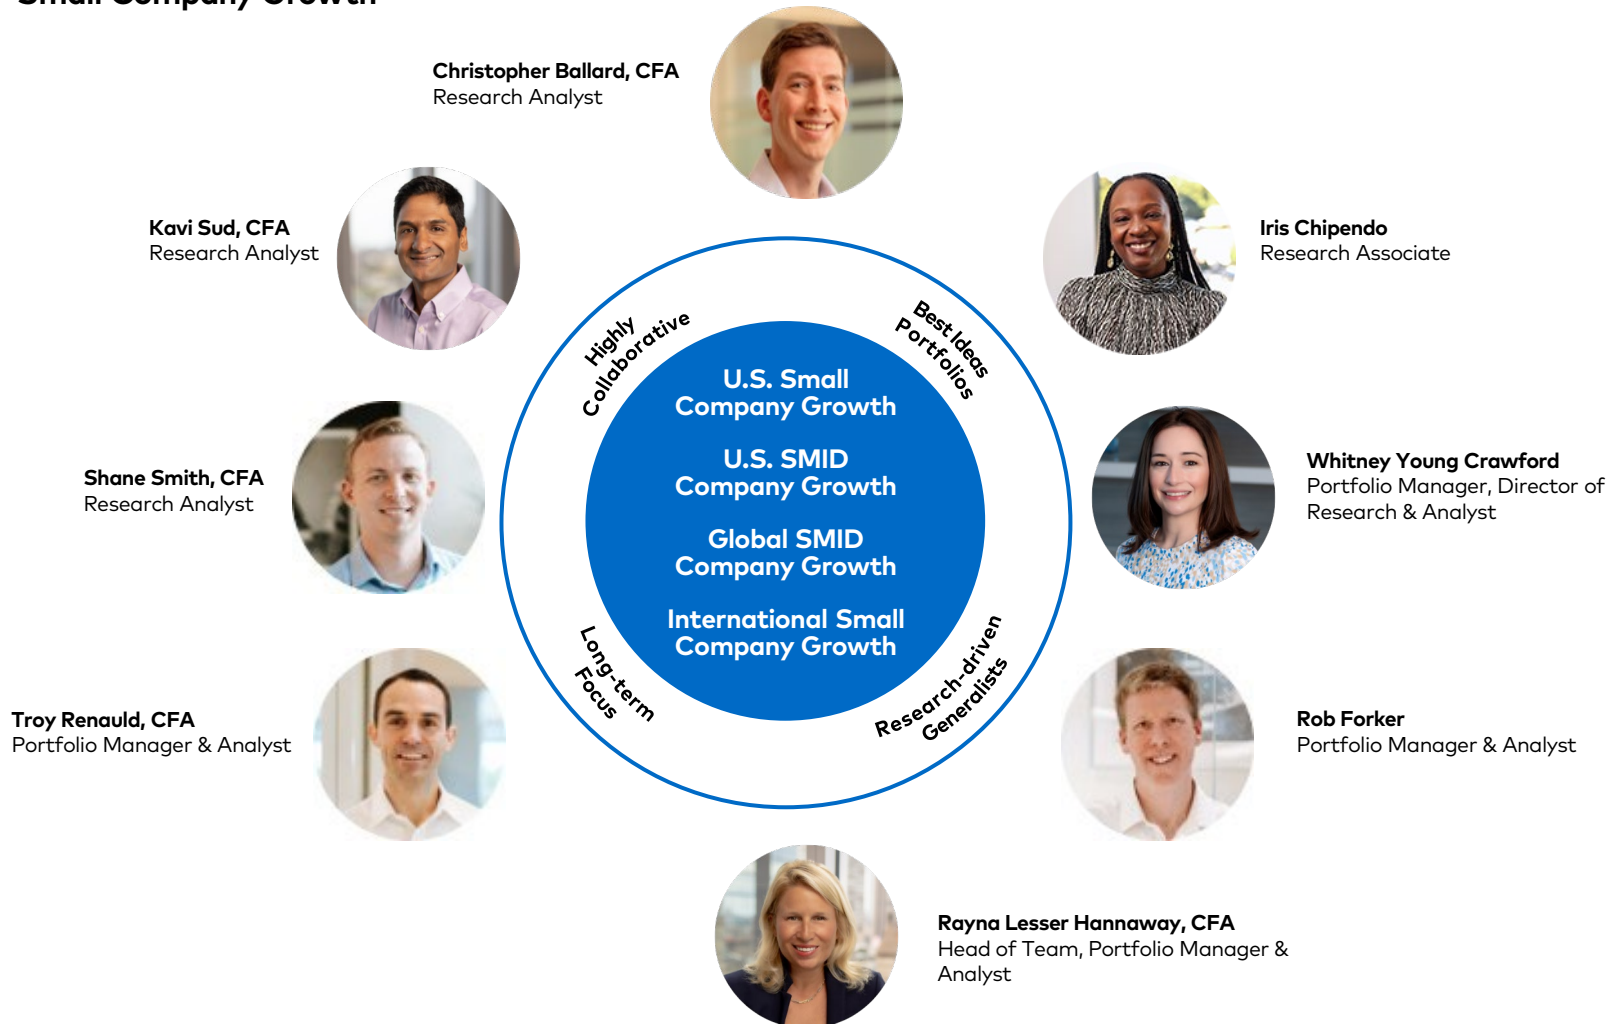 Small Company Growth
Christopher Ballard, CFA
Research Analyst
Kavi Sud, CFA
Research Analyst
Iris Chipendo
Research Associate
Highly
Collaborative
Best Ideas
Portfolios
U.S. Small
Company Growth
U.S. SMID
Company Growth
Global SMID
Company Growth
International Small
Company Growth
Shane Smith, CFA
Research Analyst
Whitney Young Crawford
Portfolio Manager, Director of
Research & Analyst
Long-term
Focus
Research-driven
Generalists
Troy Renauld, CFA
Portfolio Manager & Analyst
Rob Forker
Portfolio Manager & Analyst
Rayna Lesser Hannaway, CFA
Head of Team, Portfolio Manager &
Analyst